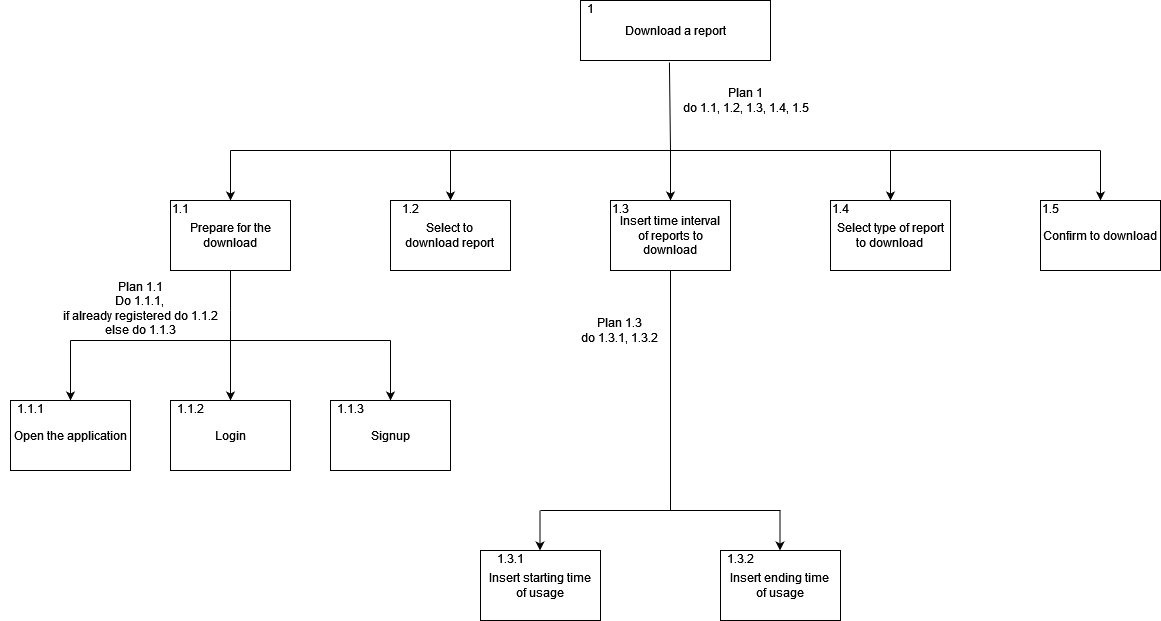 1
Download a report
Plan 1
do 1.1, 1.2, 1.3, 1.4, 1.5
1.1
Prepare for the
download
1.2
Select to
download report
1.3
Insert time interval
of reports to
download
1.4
Select type of report
to download
1.5
Confirm to download
Plan 1.1
Do 1.1.1,
if already registered do 1.1.2
else do 1.1.3
Plan 1.3
do 1.3.1, 1.3.2
1.1.1
Open the application
1.1.2
Login
1.1.3
Signup
1.3.1
Insert starting time
of usage
1.3.2
Insert ending time
of usage